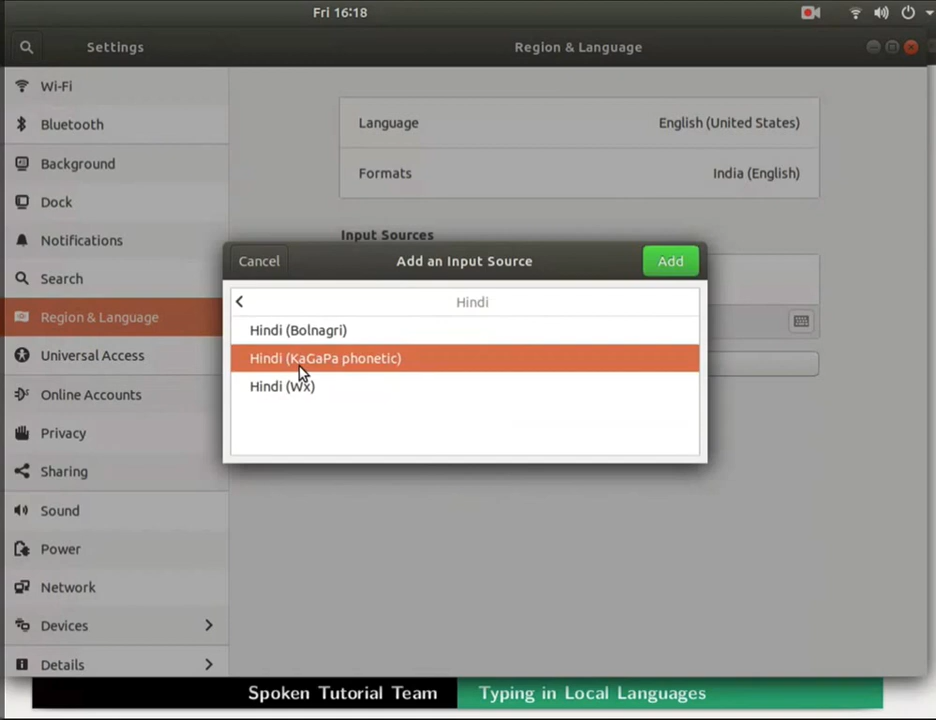 Fri 16:18
Settings
Region & Language
Wi-Fi
Bluetooth
Background
Dock
Notifications
Search
Region & Language
Universal Access
Online Accounts
Privacy
Sharing
Sound
Power
Network
Devices
Details
Language English (United States)
Formats India (English)
Input Sources
Cancel Add an Input Source Add
Hindi
Hindi (Bolnagri)
Hindi (KaGaPa phonetic)
Hindi (Wx)
Spoken Tutorial Team Typing in Local Languages